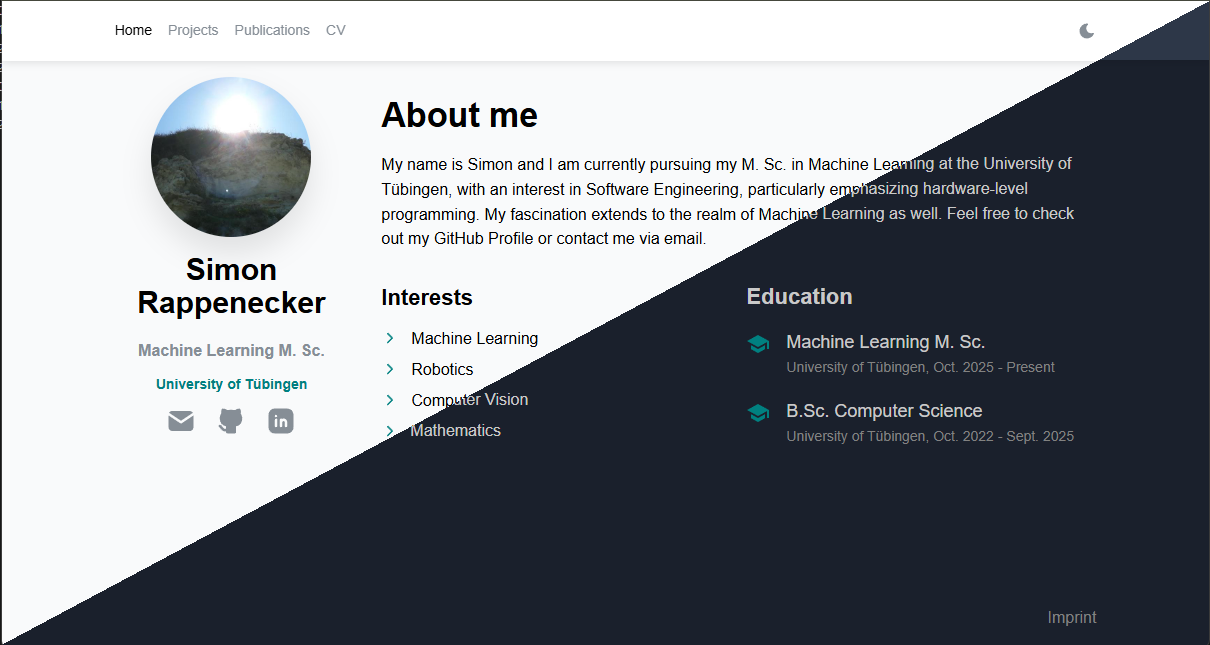 Home Projects Publications CV
About me
My name is Simon and I am currently pursuing my M. Sc. in Machine Learning at the University of
Tübingen, with an interest in Software Engineering, particularly emphasizing hardware-level
programming. My fascination extends to the realm of Machine Learning as well. Feel free to check
out my GitHub Profile or contact me via email.
Simon
Rappenecker
Machine Learning M. Sc.
University of Tübingen
in
Interests
Machine Learning
Robotics
Computer Vision
Mathematics
Education
Machine Learning M. Sc.
University of Tübingen, Oct. 2025 - Present
B.Sc. Computer Science
University of Tübingen, Oct. 2022 - Sept. 2025
Imprint